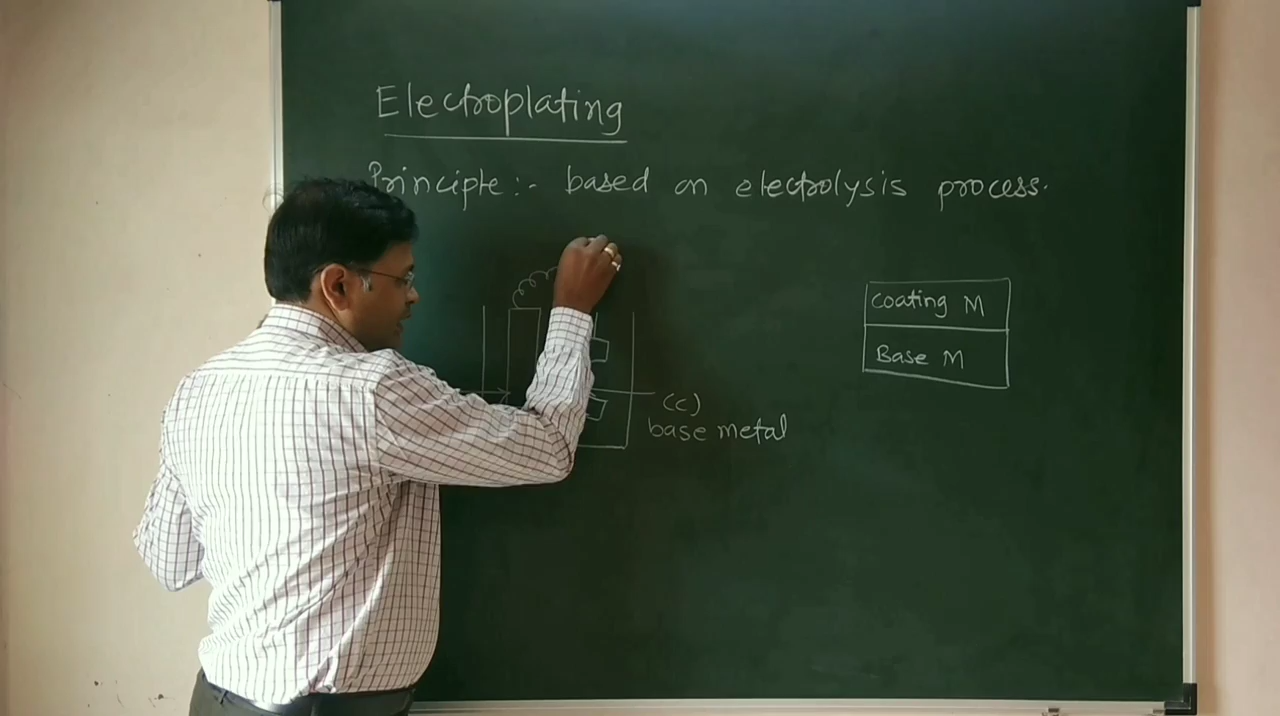 Electroplating
Principle:- based on electrolysis process.
Coating M
Base M
(c)
base metal